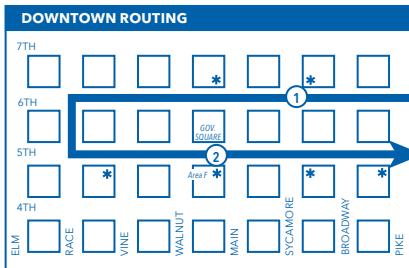 DOWNTOWN ROUTING
7TH
*
*
1
6TH
GOV.
SQUARE
5TH
2
*
Area F *
*
*
4TH
ELM
RACE
VINE
WALNUT
MAIN
SYCAMORE
BROADWAY
PIKE